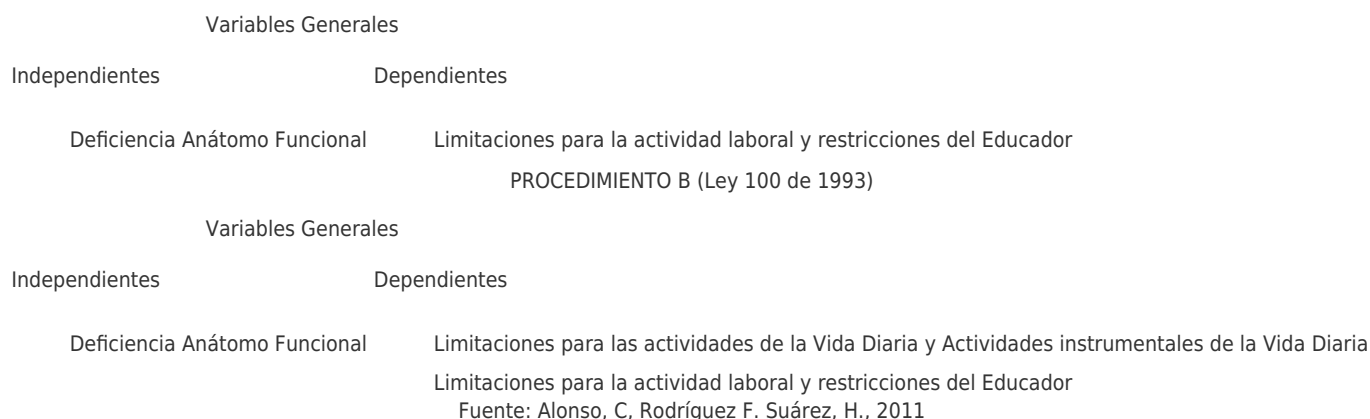 Variables Generales
Independientes Dependientes
Deficiencia Anátomo Funcional Limitaciones para la actividad laboral y restricciones del Educador
PROCEDIMIENTO B (Ley 100 de 1993)
Variables Generales
Independientes Dependientes
Deficiencia Anátomo Funcional Limitaciones para las actividades de la Vida Diaria y Actividades instrumentales de la Vida Diaria
Limitaciones para la actividad laboral y restricciones del Educador
Fuente: Alonso, C, Rodríguez F. Suárez, H., 2011